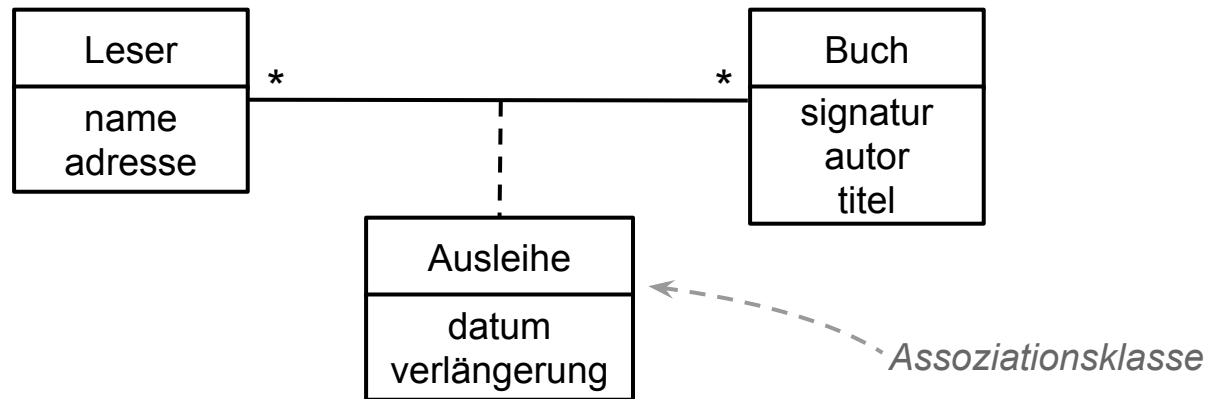 Leser
name
adresse
*
*
Buch
signatur
autor
titel
Ausleihe
datum
verlängerung
Assoziationsklasse